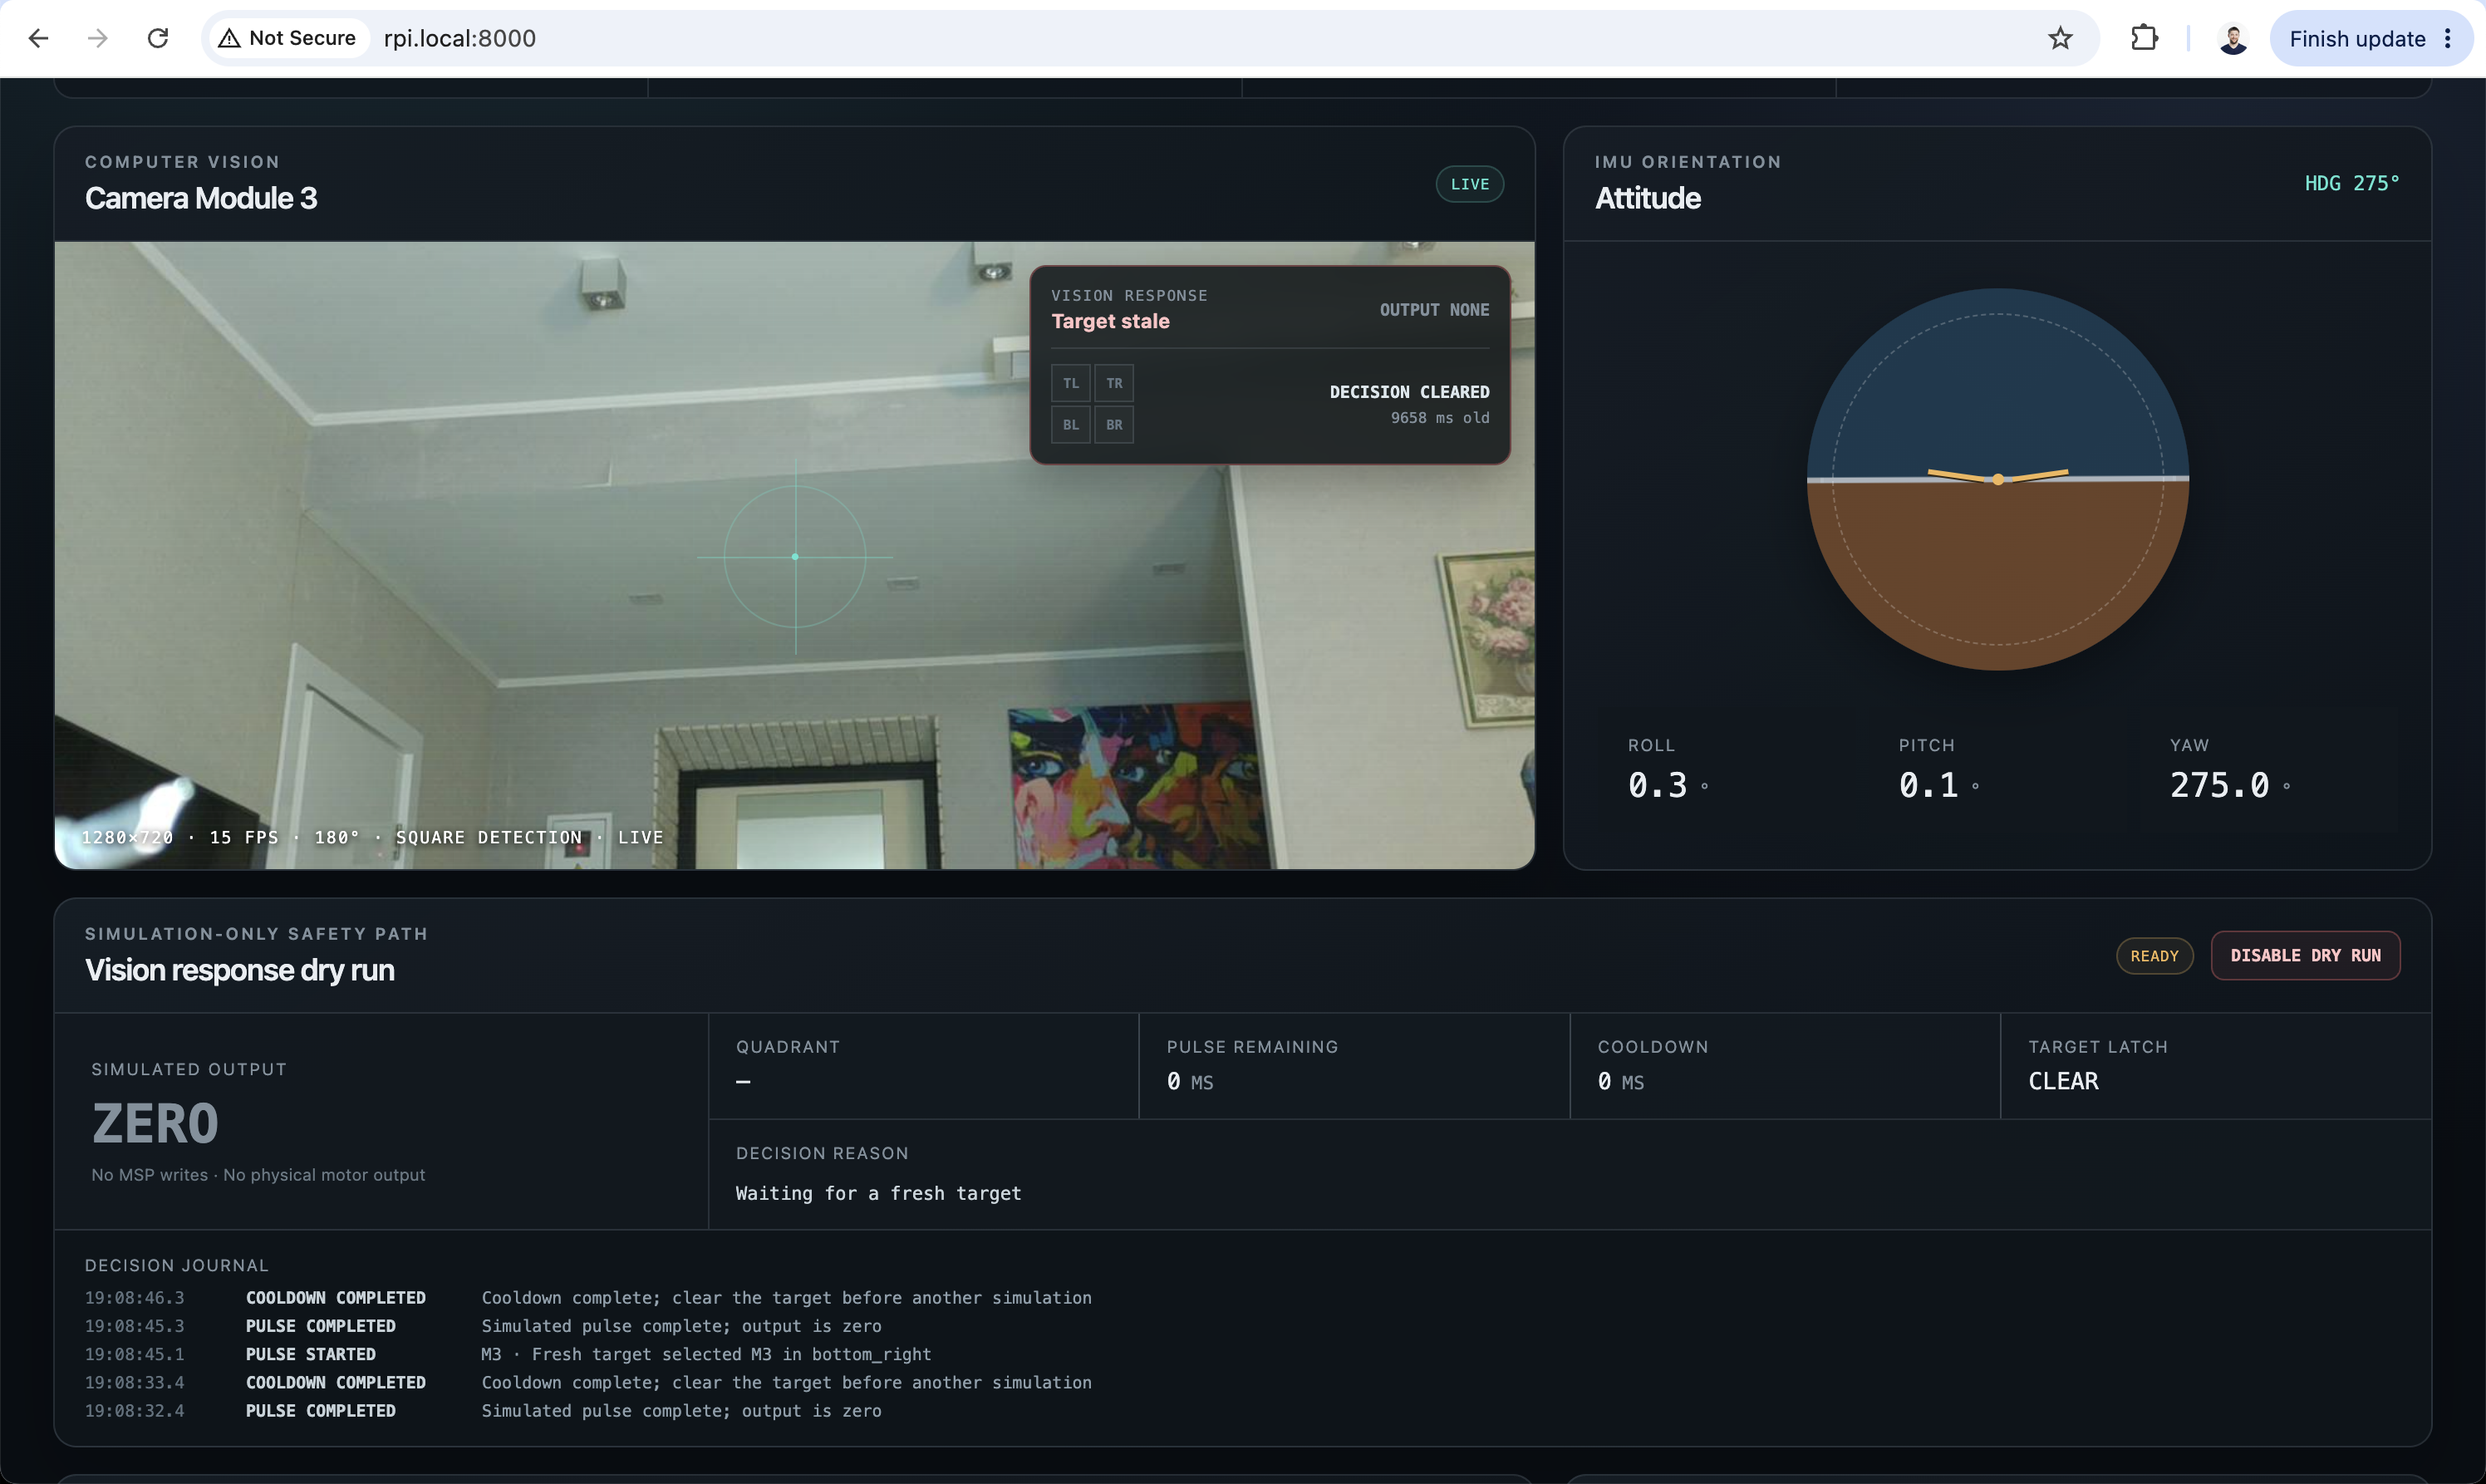 Not Secure rpi.local:8000 Finish update
COMPUTER VISION
Camera Module 3
LIVE
VISION RESPONSE
Target stale
OUTPUT NONE
TL TR
BL BR
DECISION CLEARED
9658 ms old
1280×720 · 15 FPS · 180° · SQUARE DETECTION · LIVE
IMU ORIENTATION
Attitude
HDG 275°
ROLL
0.3 °
PITCH
0.1 °
YAW
275.0 °
SIMULATION-ONLY SAFETY PATH
Vision response dry run
READY
DISABLE DRY RUN
SIMULATED OUTPUT
ZERO
No MSP writes · No physical motor output
QUADRANT
—
PULSE REMAINING
0 MS
COOLDOWN
0 MS
TARGET LATCH
CLEAR
DECISION REASON
Waiting for a fresh target
DECISION JOURNAL
19:08:46.3 COOLDOWN COMPLETED Cooldown complete; clear the target before another simulation
19:08:45.3 PULSE COMPLETED Simulated pulse complete; output is zero
19:08:45.1 PULSE STARTED M3 · Fresh target selected M3 in bottom_right
19:08:33.4 COOLDOWN COMPLETED Cooldown complete; clear the target before another simulation
19:08:32.4 PULSE COMPLETED Simulated pulse complete; output is zero